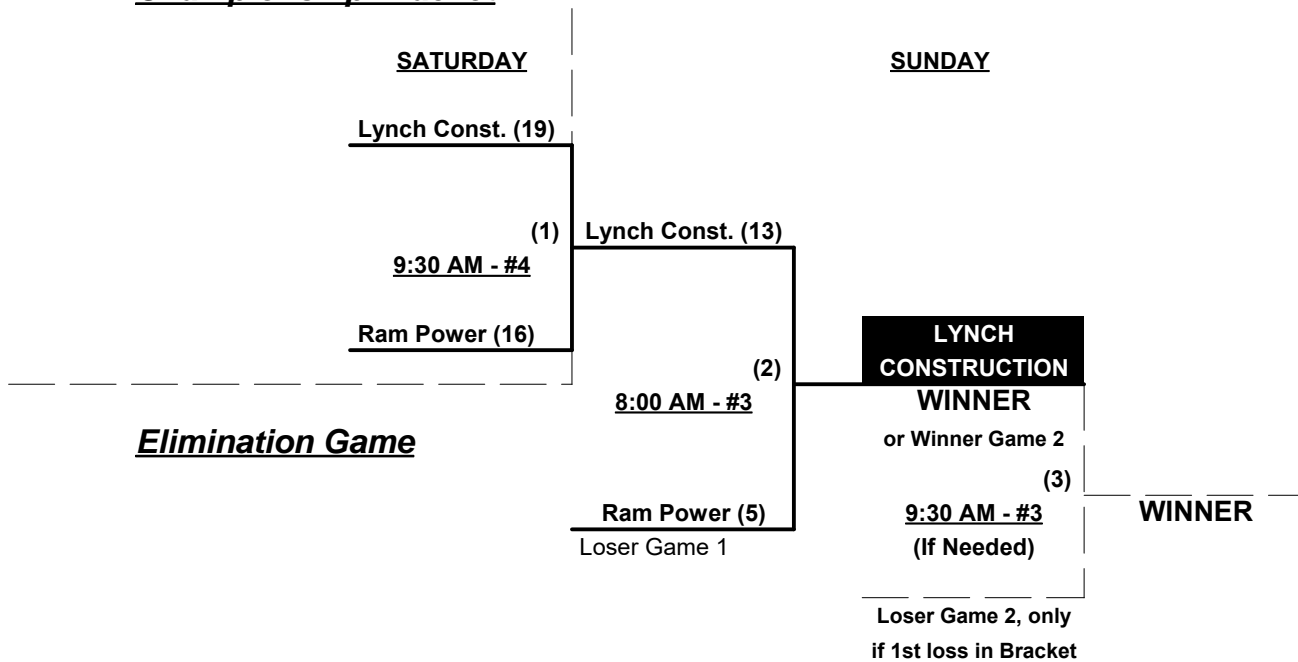 SATURDAY
SUNDAY
Lynch Const. (19)
(1)
Lynch Const. (13)
9:30 AM - #4
Ram Power (16)
LYNCH
CONSTRUCTION
(2)
8:00 AM - #3
WINNER
or Winner Game 2
Elimination Game
(3)
Ram Power (5)
9:30 AM - #3
WINNER
Loser Game 1
(If Needed)
Loser Game 2, only
if 1st loss in Bracket